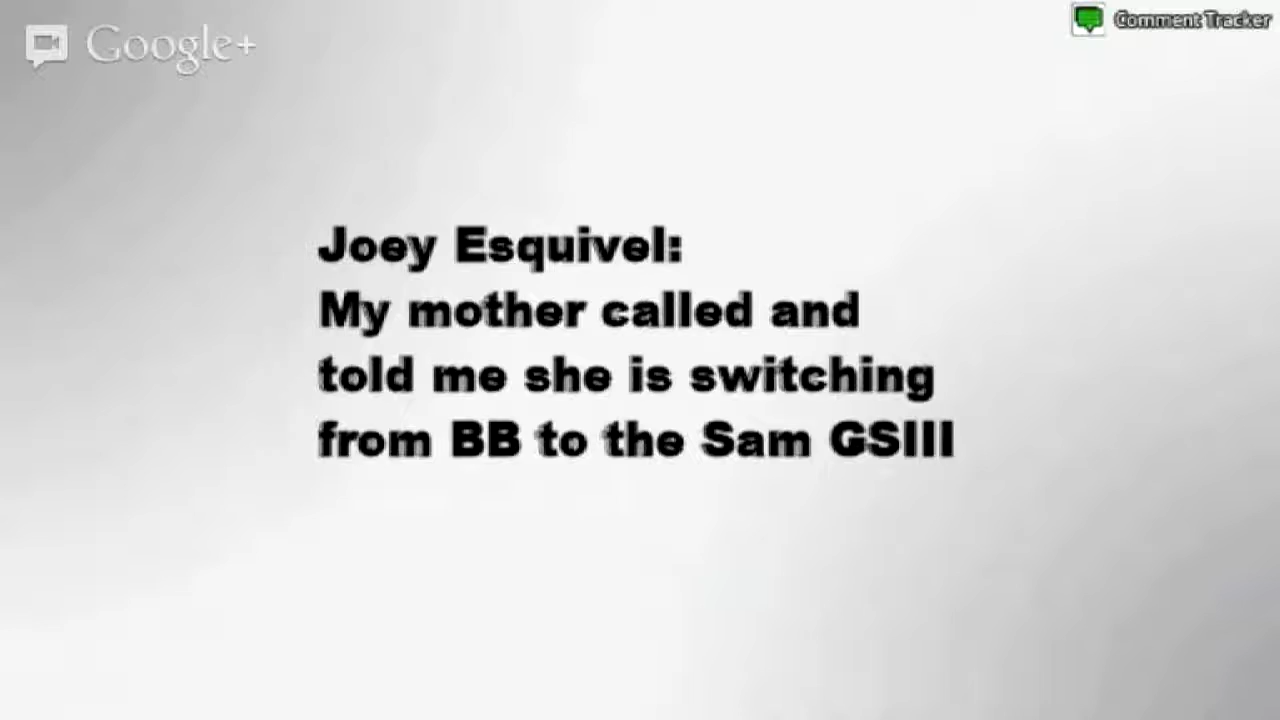 Google+
Comment Tracker
Joey Esquivel:
My mother called and
told me she is switching
from BB to the Sam GSIII